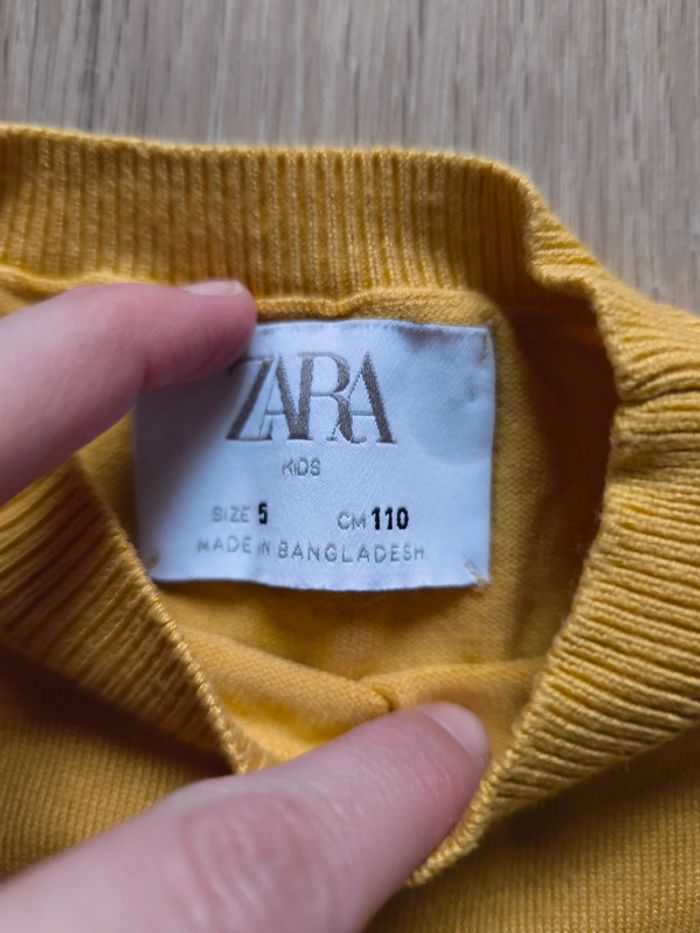 ZARA
KIDS
SIZE 5 CM 110
MADE IN BANGLADESH